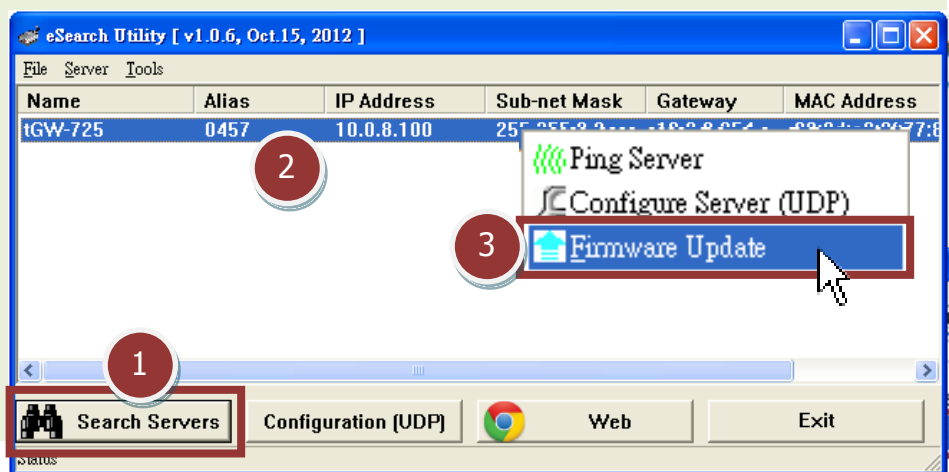 eSearch Utility [ v1.0.6, Oct.15, 2012 ]
File Server Tools
Name Alias IP Address Sub-net Mask Gateway MAC Address
tGW-725 0457 10.0.8.100
2
Ping Server
Configure Server (UDP)
3 Firmware Update
1
Search Servers Configuration (UDP) Web Exit
Status